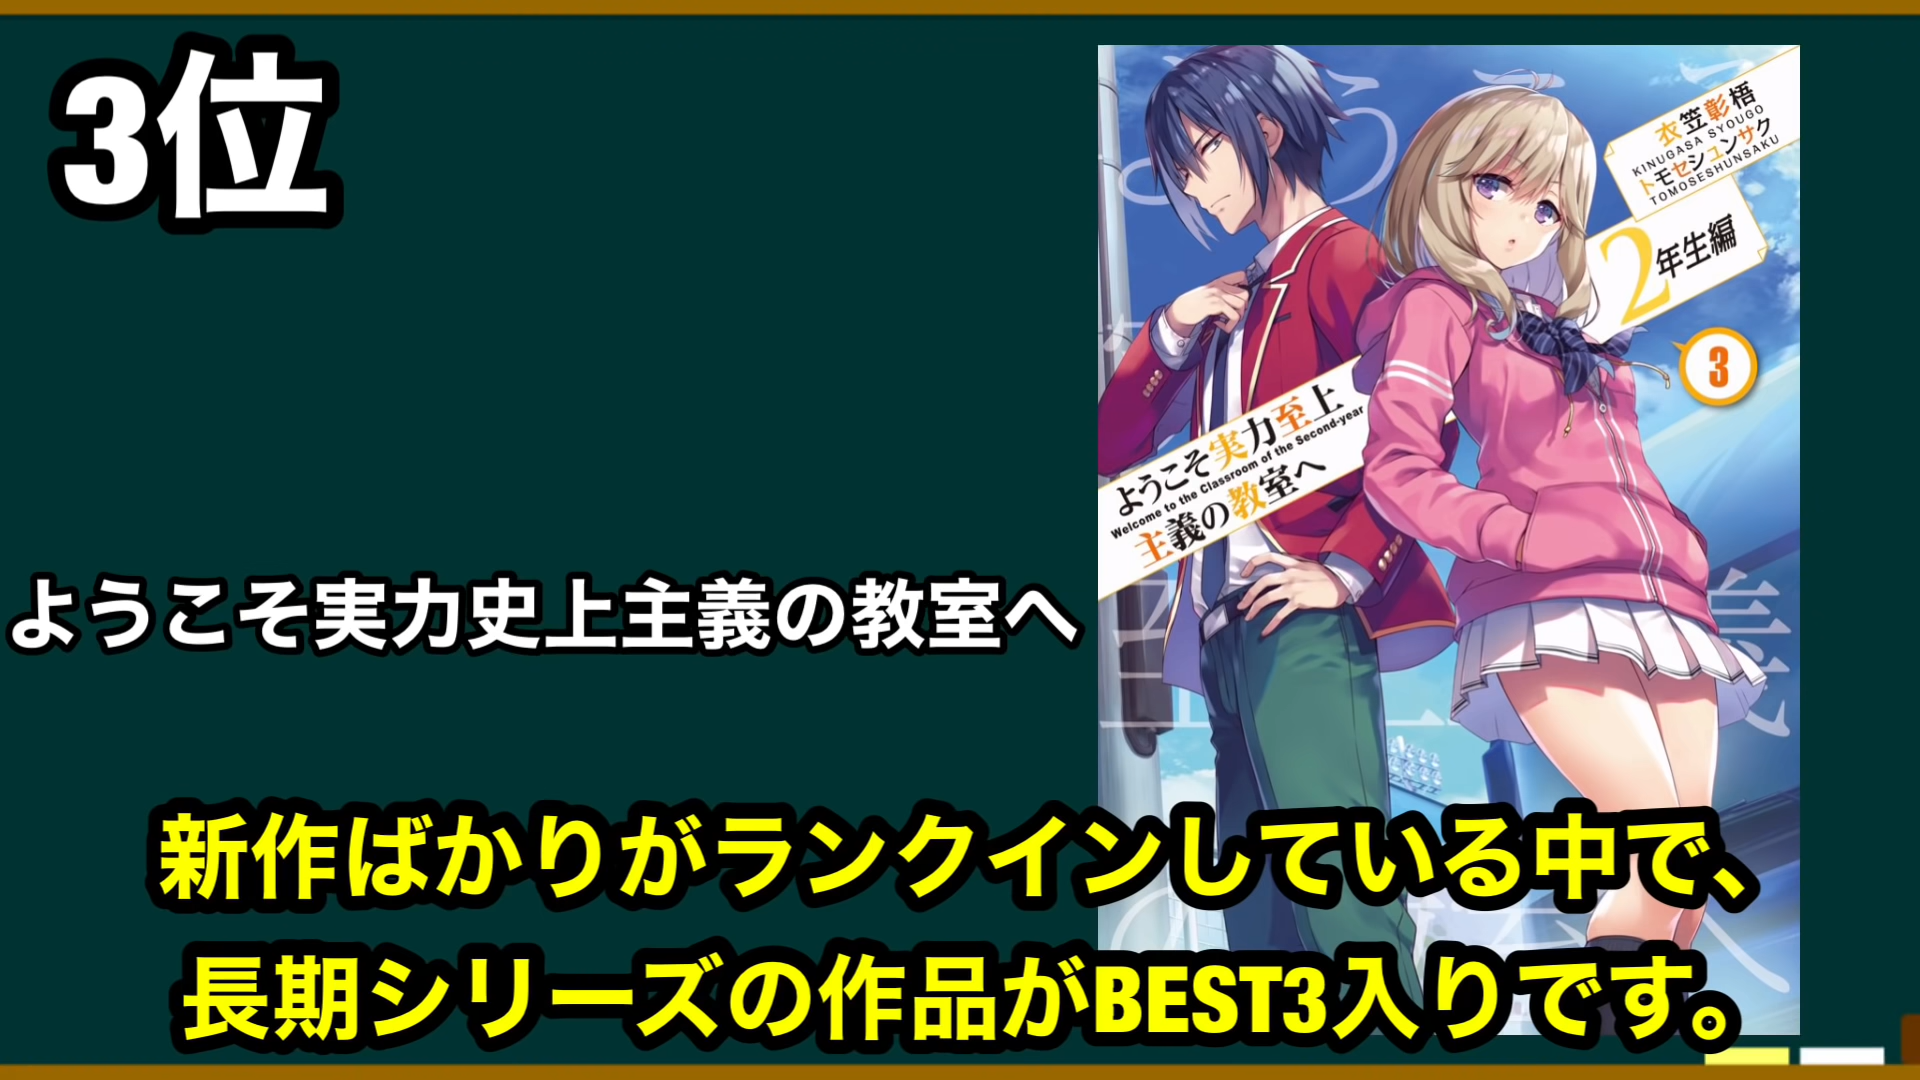 3位
衣笠彰悟
KINUGASA SYOUGO
トモセシュンサク
TOMOSESHUNSAKU
2年生編
3
ようこそ実力至上
Welcome to the Classroom of the Second-year
主義の教室へ
ようこそ実力史上主義の教室へ
新作ばかりがランクインしている中で、
長期シリーズの作品がBEST3入りです。